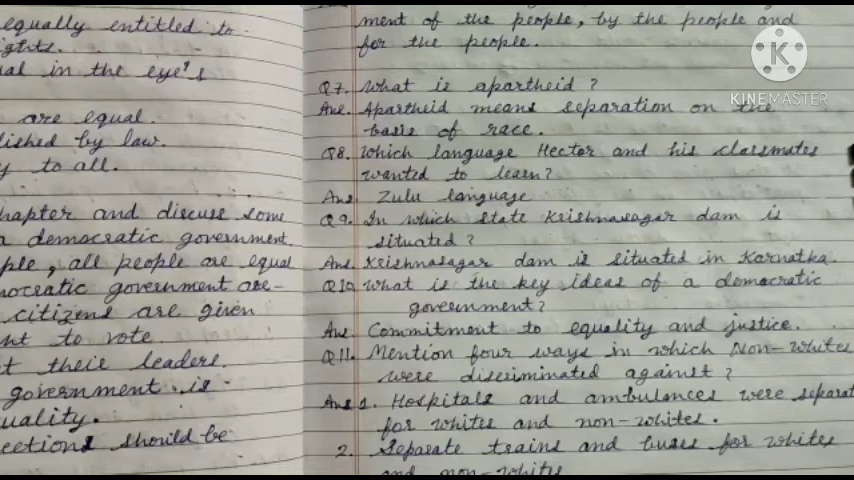 equally entitled to
ights.
al in the eye's
are equal.
lished by law.
y to all.
hapter and discuss some
a democratic government.
ple, all people are equal
mocratic government are-
citizens are given
nt to vote.
t their leaders.
government is
uality.
ections should be
ment of the people, by the people and
for the people.
Q7. What is apartheid ?
Ans. Apartheid means separation on the
basis of race.
Q8. Which language Hector and his classmates
wanted to learn?
Ans. Zulu language
Q9. In which state Krishnasagar dam is
situated ?
Ans. Krishnasagar dam is situated in Karnatka.
Q10. What is the key ideas of a democratic
government?
Ans. Commitment to equality and justice.
Q11. Mention four ways in which Non-whites
were discriminated against ?
Ans 1. Hospitals and ambulances were separat
for whites and non-whites.
2. Separate trains and buses for whites
and non-whites
K
KINEMASTER